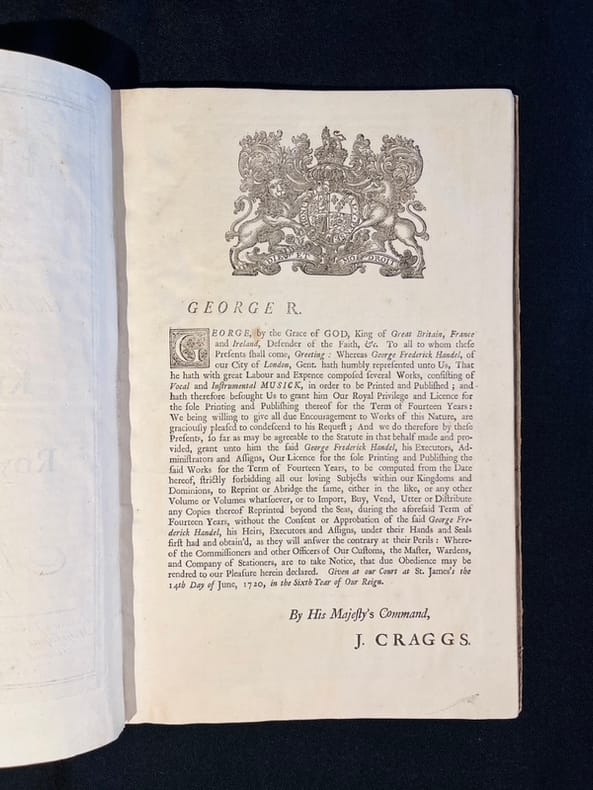 DIEU ET MON DROIT
GEORGE R.
GEORGE, by the Grace of GOD, King of Great Britain, France
and Ireland, Defender of the Faith, &c. To all to whom theſe
Preſents ſhall come, Greeting: Whereas George Frederick Handel, of
our City of London, Gent. hath humbly repreſented unto Us, That
he hath with great Labour and Expence compoſed ſeveral Works, conſiſting of
Vocal and Inſtrumental MUSICK, in order to be Printed and Publiſhed; and
hath therefore beſought Us to grant him Our Royal Privilege and Licence for
the ſole Printing and Publiſhing thereof for the Term of Fourteen Years:
We being willing to give all due Encouragement to Works of this Nature, are
graciouſly pleaſed to condeſcend to his Requeſt; And we do therefore by theſe
Preſents, ſo far as may be agreeable to the Statute in that behalf made and pro-
vided, grant unto him the ſaid George Frederick Handel, his Executors, Ad-
miniſtrators and Aſſigns, Our Licence for the ſole Printing and Publiſhing the
ſaid Works for the Term of Fourteen Years, to be computed from the Date
hereof, ſtrictly forbidding all our loving Subjects within our Kingdoms and
Dominions, to Reprint or Abridge the ſame, either in the like, or any other
Volume or Volumes whatſoever, or to Import, Buy, Vend, Utter or Diſtribute
any Copies thereof Reprinted beyond the Seas, during the aforeſaid Term of
Fourteen Years, without the Conſent or Approbation of the ſaid George Fre-
derick Handel, his Heirs, Executors and Aſſigns, under their Hands and Seals
firſt had and obtain'd, as they will anſwer the contrary at their Perils: Where-
of the Commiſſioners and other Officers of Our Cuſtoms, the Maſter, Wardens,
and Company of Stationers, are to take Notice, that due Obedience may be
rendred to our Pleaſure herein declared. Given at our Court at St. James's the
14th Day of June, 1720, in the Sixth Year of Our Reign.
By His Majeſty's Command,
J. CRAGGS.